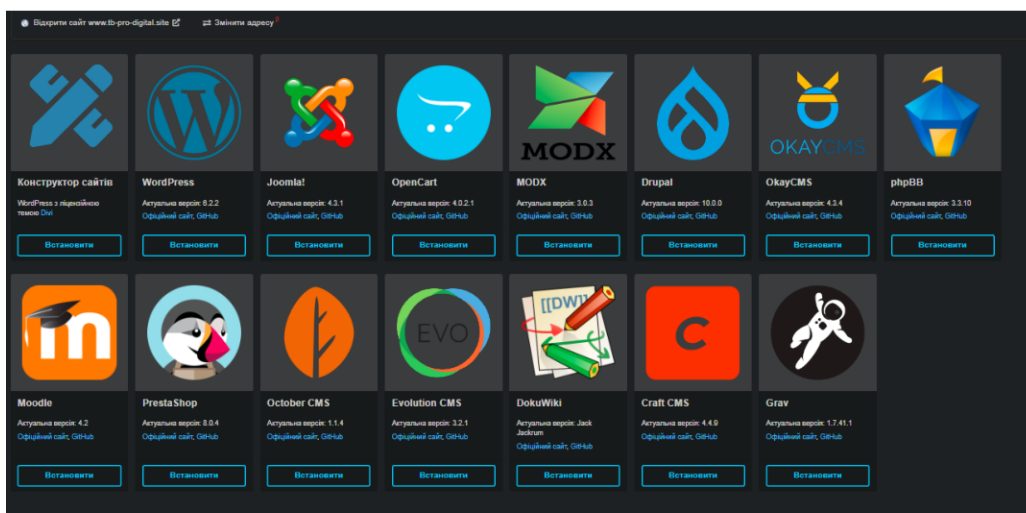 Відкрити сайт www.tb-pro-digital.site
Змінити адресу
MODX
OKAYCMS
EVO
[[DW]]
Конструктор сайтів
WordPress
Joomla!
OpenCart
MODX
Drupal
OkayCMS
phpBB
WordPress з ліцензійною
темою Divi
Актуальна версія: 6.2.2
Офіційний сайт, GitHub
Актуальна версія: 4.3.1
Офіційний сайт, GitHub
Актуальна версія: 4.0.2.1
Офіційний сайт, GitHub
Актуальна версія: 3.0.3
Офіційний сайт, GitHub
Актуальна версія: 10.0.0
Офіційний сайт, GitHub
Актуальна версія: 4.3.4
Офіційний сайт, GitHub
Актуальна версія: 3.3.10
Офіційний сайт, GitHub
Встановити
Встановити
Встановити
Встановити
Встановити
Встановити
Встановити
Встановити
Moodle
PrestaShop
October CMS
Evolution CMS
DokuWiki
Craft CMS
Grav
Актуальна версія: 4.2
Офіційний сайт, GitHub
Актуальна версія: 8.0.4
Офіційний сайт, GitHub
Актуальна версія: 1.1.4
Офіційний сайт, GitHub
Актуальна версія: 3.2.1
Офіційний сайт, GitHub
Актуальна версія: Jack
Jackrum
Офіційний сайт, GitHub
Актуальна версія: 4.4.9
Офіційний сайт, GitHub
Актуальна версія: 1.7.41.1
Офіційний сайт, GitHub
Встановити
Встановити
Встановити
Встановити
Встановити
Встановити
Встановити